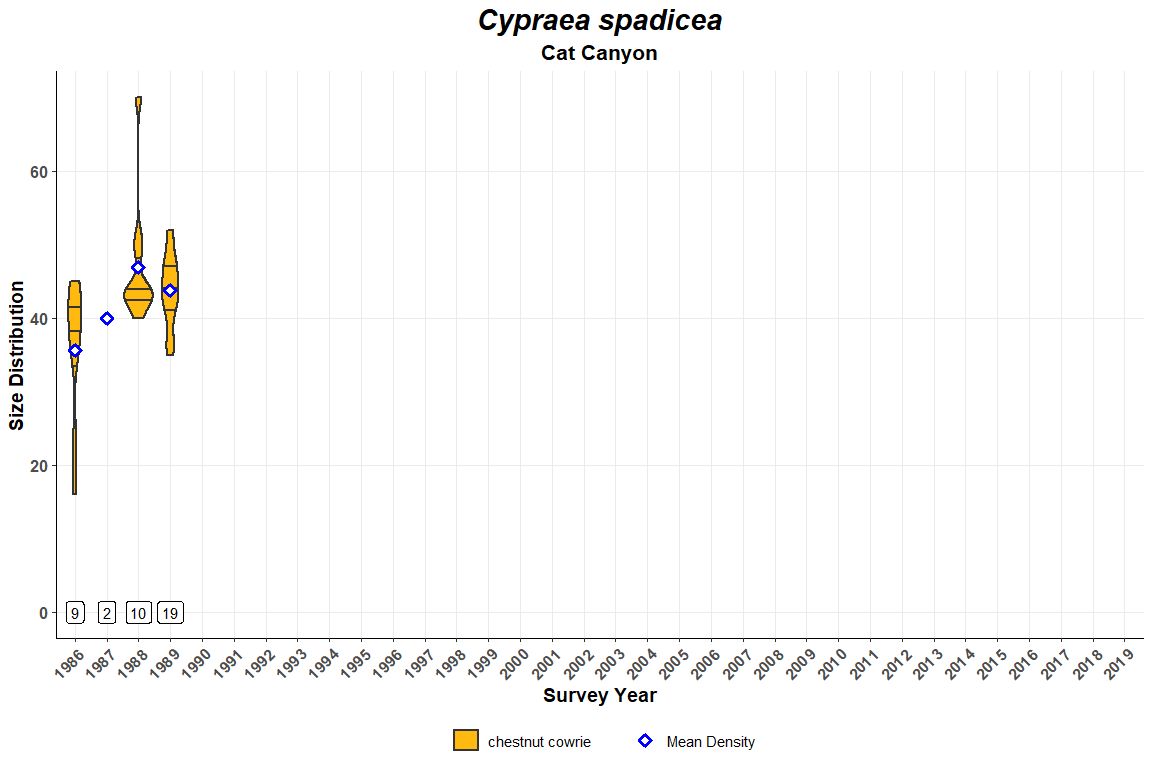 Cypraea spadicea
Cat Canyon
Size Distribution
60
40
20
0
9 2 10 19
1986 1987 1988 1989 1990 1991 1992 1993 1994 1995 1996 1997 1998 1999 2000 2001 2002 2003 2004 2005 2006 2007 2008 2009 2010 2011 2012 2013 2014 2015 2016 2017 2018 2019
Survey Year
chestnut cowrie Mean Density